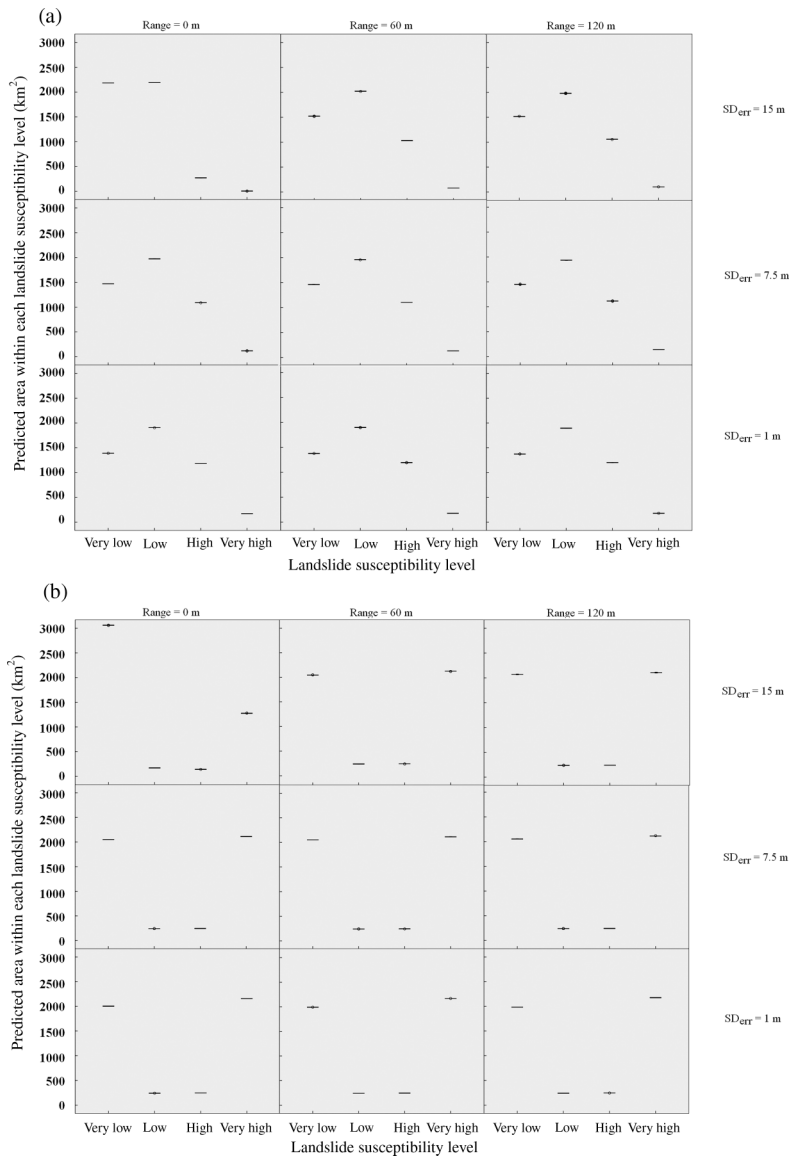 (a)
Range = 0 m Range = 60 m Range = 120 m
Predicted area within each landslide susceptibility level (km²)
3000
2500
2000
1500
1000
500
0
SDerr = 15 m
3000
2500
2000
1500
1000
500
0
SDerr = 7.5 m
3000
2500
2000
1500
1000
500
0
SDerr = 1 m
Very low Low High Very high Very low Low High Very high Very low Low High Very high
Landslide susceptibility level
(b)
Range = 0 m Range = 60 m Range = 120 m
Predicted area within each landslide susceptibility level (km²)
3000
2500
2000
1500
1000
500
0
SDerr = 15 m
3000
2500
2000
1500
1000
500
0
SDerr = 7.5 m
3000
2500
2000
1500
1000
500
0
SDerr = 1 m
Very low Low High Very high Very low Low High Very high Very low Low High Very high
Landslide susceptibility level